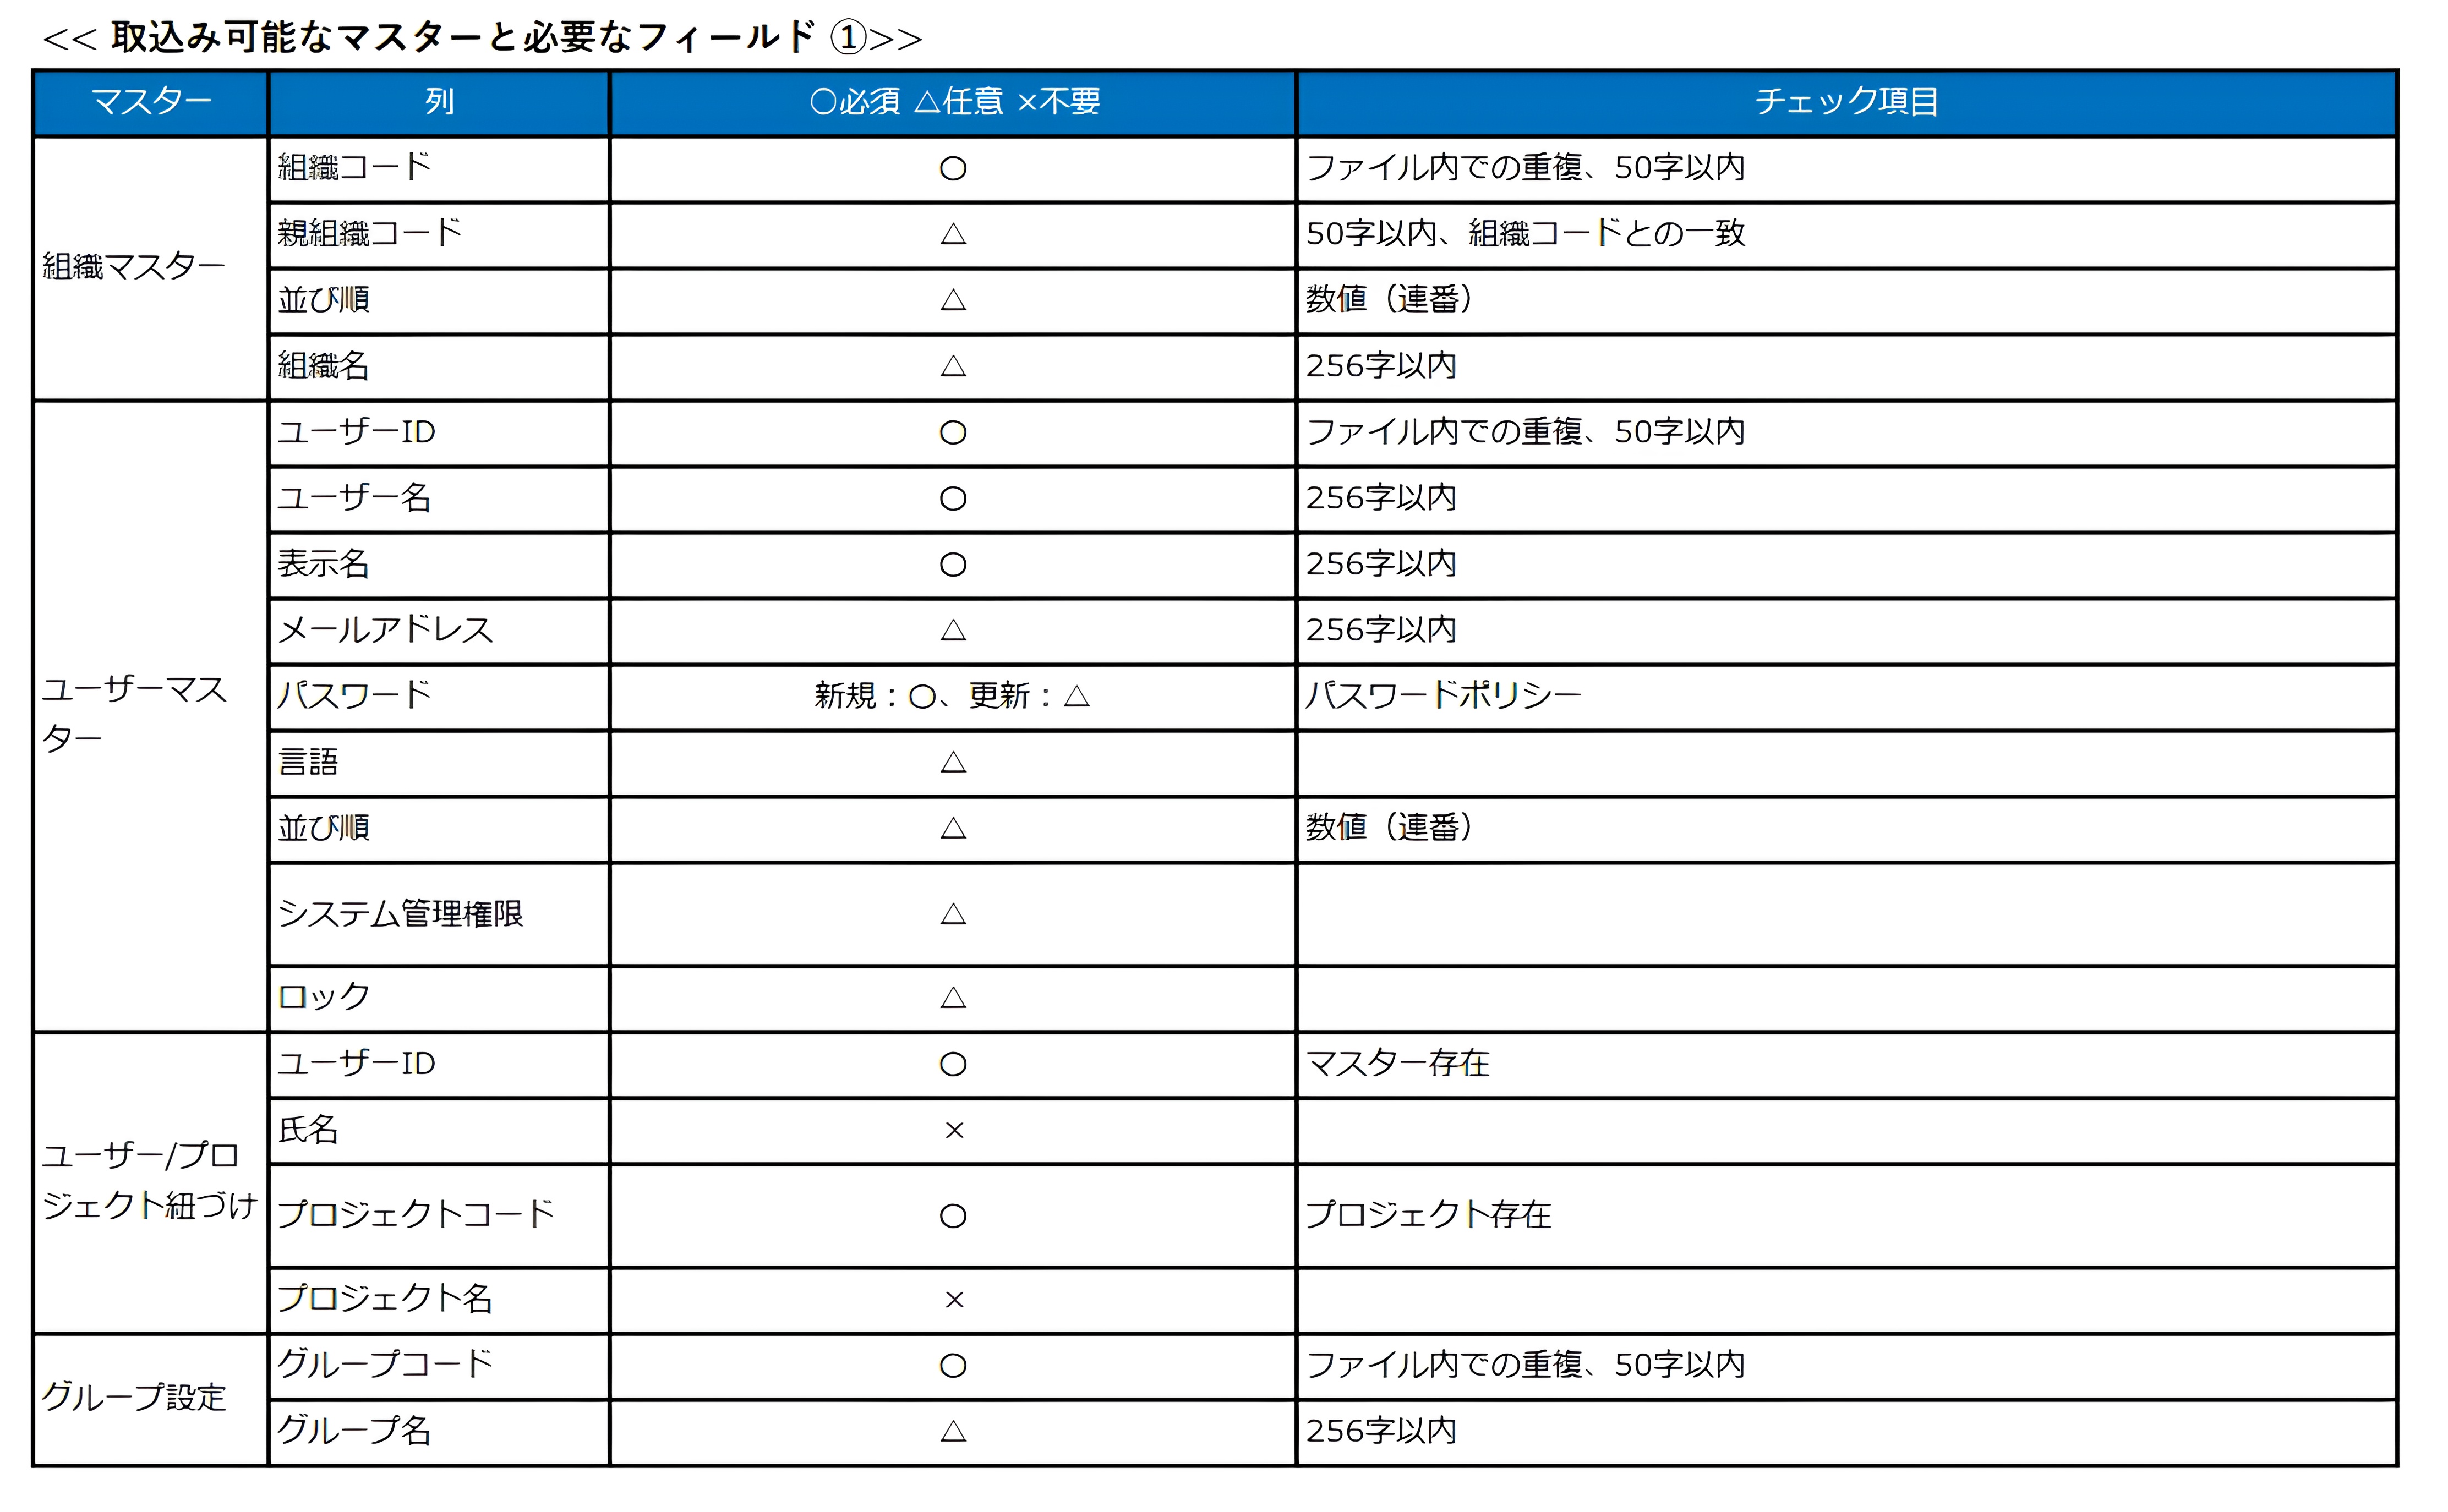 << 取込み可能なマスターと必要なフィールド ①>>
マスター 列 ○必須 △任意 ×不要 チェック項目
組織マスター
組織コード ○ ファイル内での重複、50字以内
親組織コード △ 50字以内、組織コードとの一致
並び順 △ 数値（連番）
組織名 △ 256字以内
ユーザーマス
ター
ユーザーID ○ ファイル内での重複、50字以内
ユーザー名 ○ 256字以内
表示名 ○ 256字以内
メールアドレス △ 256字以内
パスワード 新規：○、更新：△ パスワードポリシー
言語 △
並び順 △ 数値（連番）
システム管理権限 △
ロック △
ユーザー/プロ
ジェクト紐づけ
ユーザーID ○ マスター存在
氏名 ×
プロジェクトコード ○ プロジェクト存在
プロジェクト名 ×
グループ設定
グループコード ○ ファイル内での重複、50字以内
グループ名 △ 256字以内